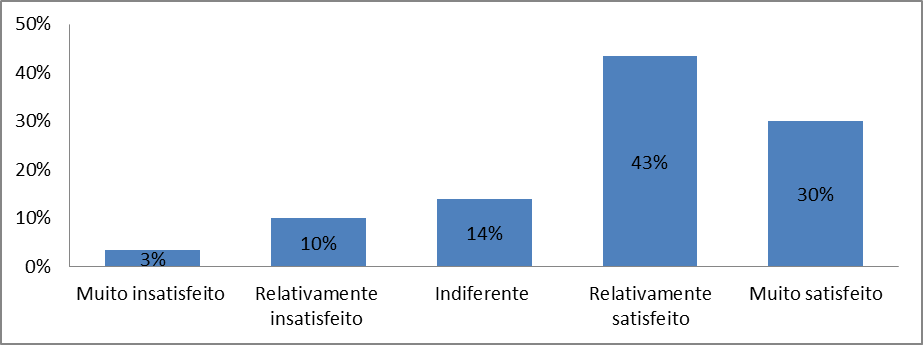 50%
40%
30%
20%
10%
0%
3%
10%
14%
43%
30%
Muito insatisfeito
Relativamente
insatisfeito
Indiferente
Relativamente
satisfeito
Muito satisfeito